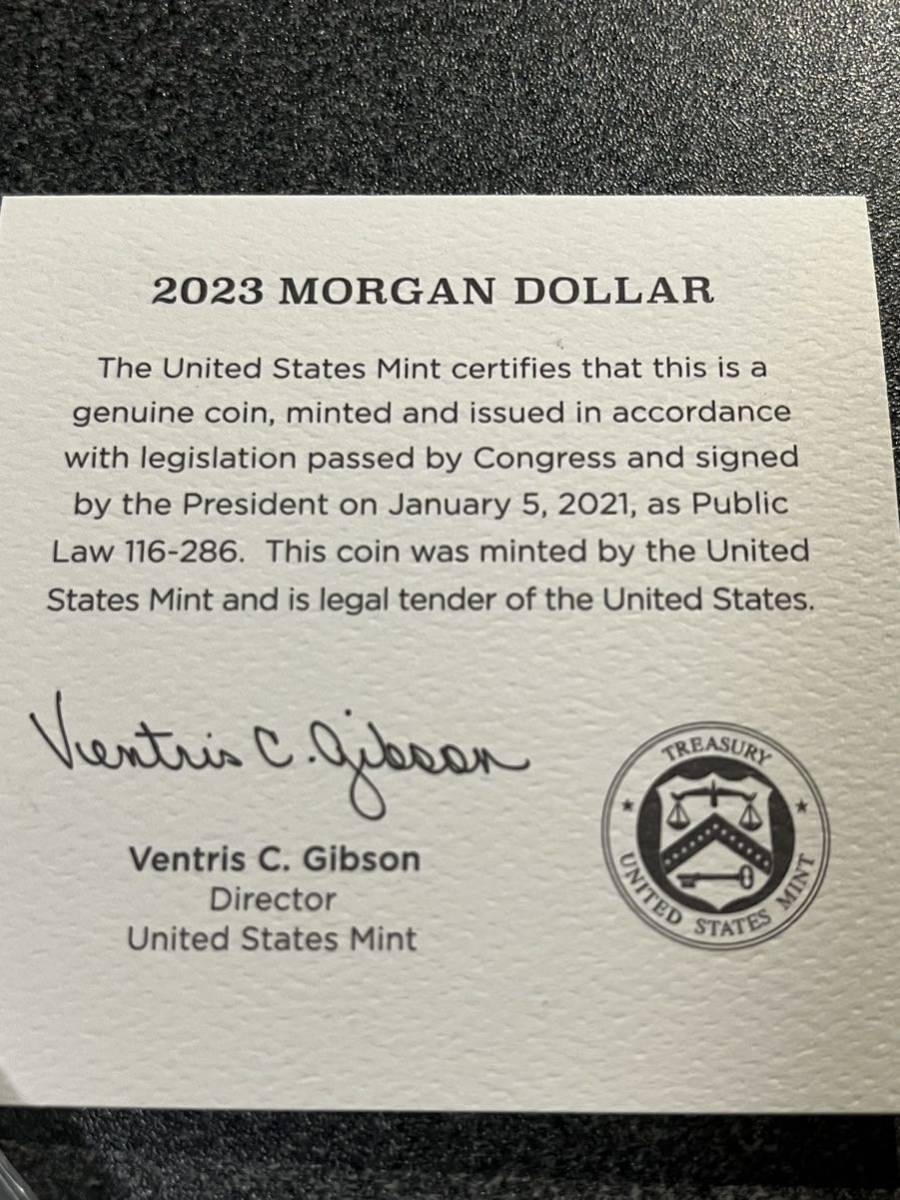 2023 MORGAN DOLLAR
The United States Mint certifies that this is a
genuine coin, minted and issued in accordance
with legislation passed by Congress and signed
by the President on January 5, 2021, as Public
Law 116-286.  This coin was minted by the United
States Mint and is legal tender of the United States.
Ventris C. Gibson
Ventris C. Gibson
Director
United States Mint
TREASURY
UNITED STATES MINT